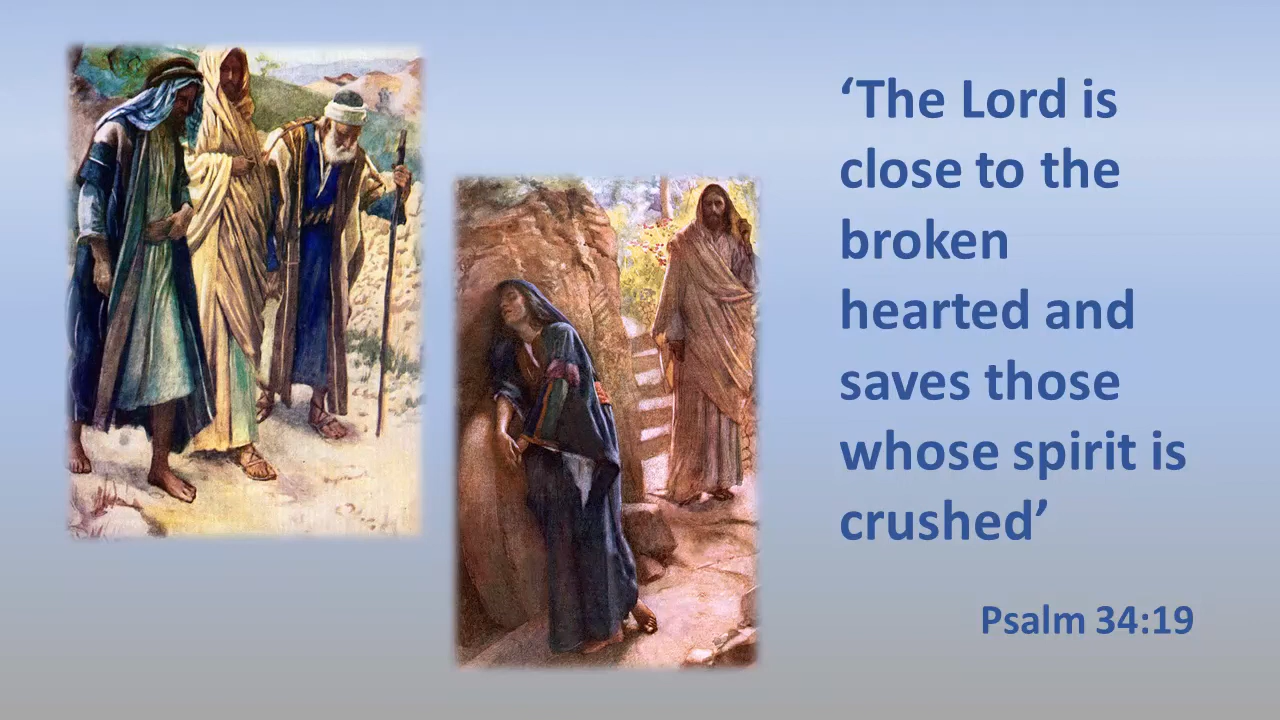 ‘The Lord is
close to the
broken
hearted and
saves those
whose spirit is
crushed’
Psalm 34:19